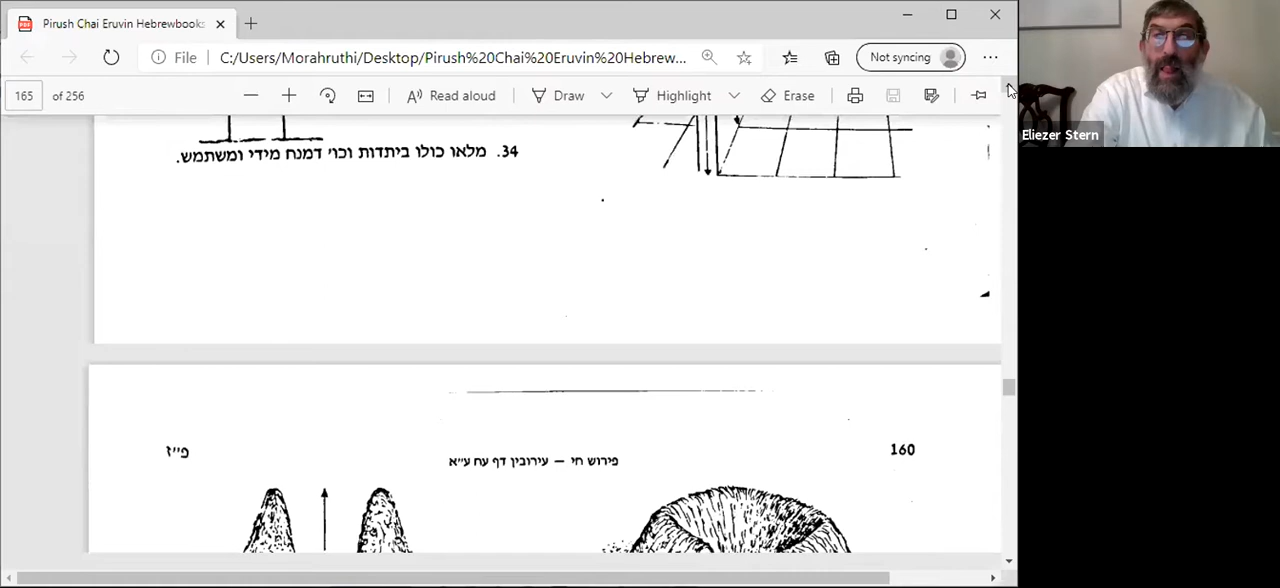 Pirush Chai Eruvin Hebrewbooks
File
C:/Users/Morahruthi/Desktop/Pirush%20Chai%20Eruvin%20Hebrew...
Not syncing
165 of 256
Read aloud
Draw
Highlight
Erase
Eliezer Stern
34. מלאו כולו ביתדות וכו׳ דמנח מידי ומשתמש.
160
פירוש חי – עירובין דף עח ע״א
פ״ז